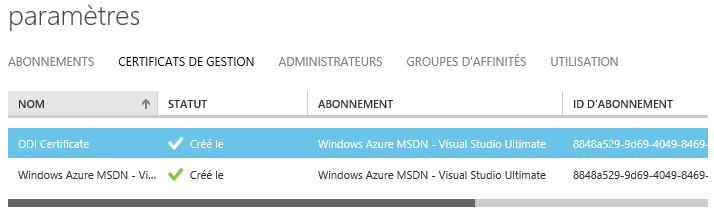 paramètres
ABONNEMENTS CERTIFICATS DE GESTION ADMINISTRATEURS GROUPES D'AFFINITÉS UTILISATION
NOM STATUT ABONNEMENT ID D'ABONNEMENT
ODI Certificate Créé le Windows Azure MSDN - Visual Studio Ultimate 8848a529-9d69-4049-8469-
Windows Azure MSDN - Vi... Créé le Windows Azure MSDN - Visual Studio Ultimate 8848a529-9d69-4049-8469-